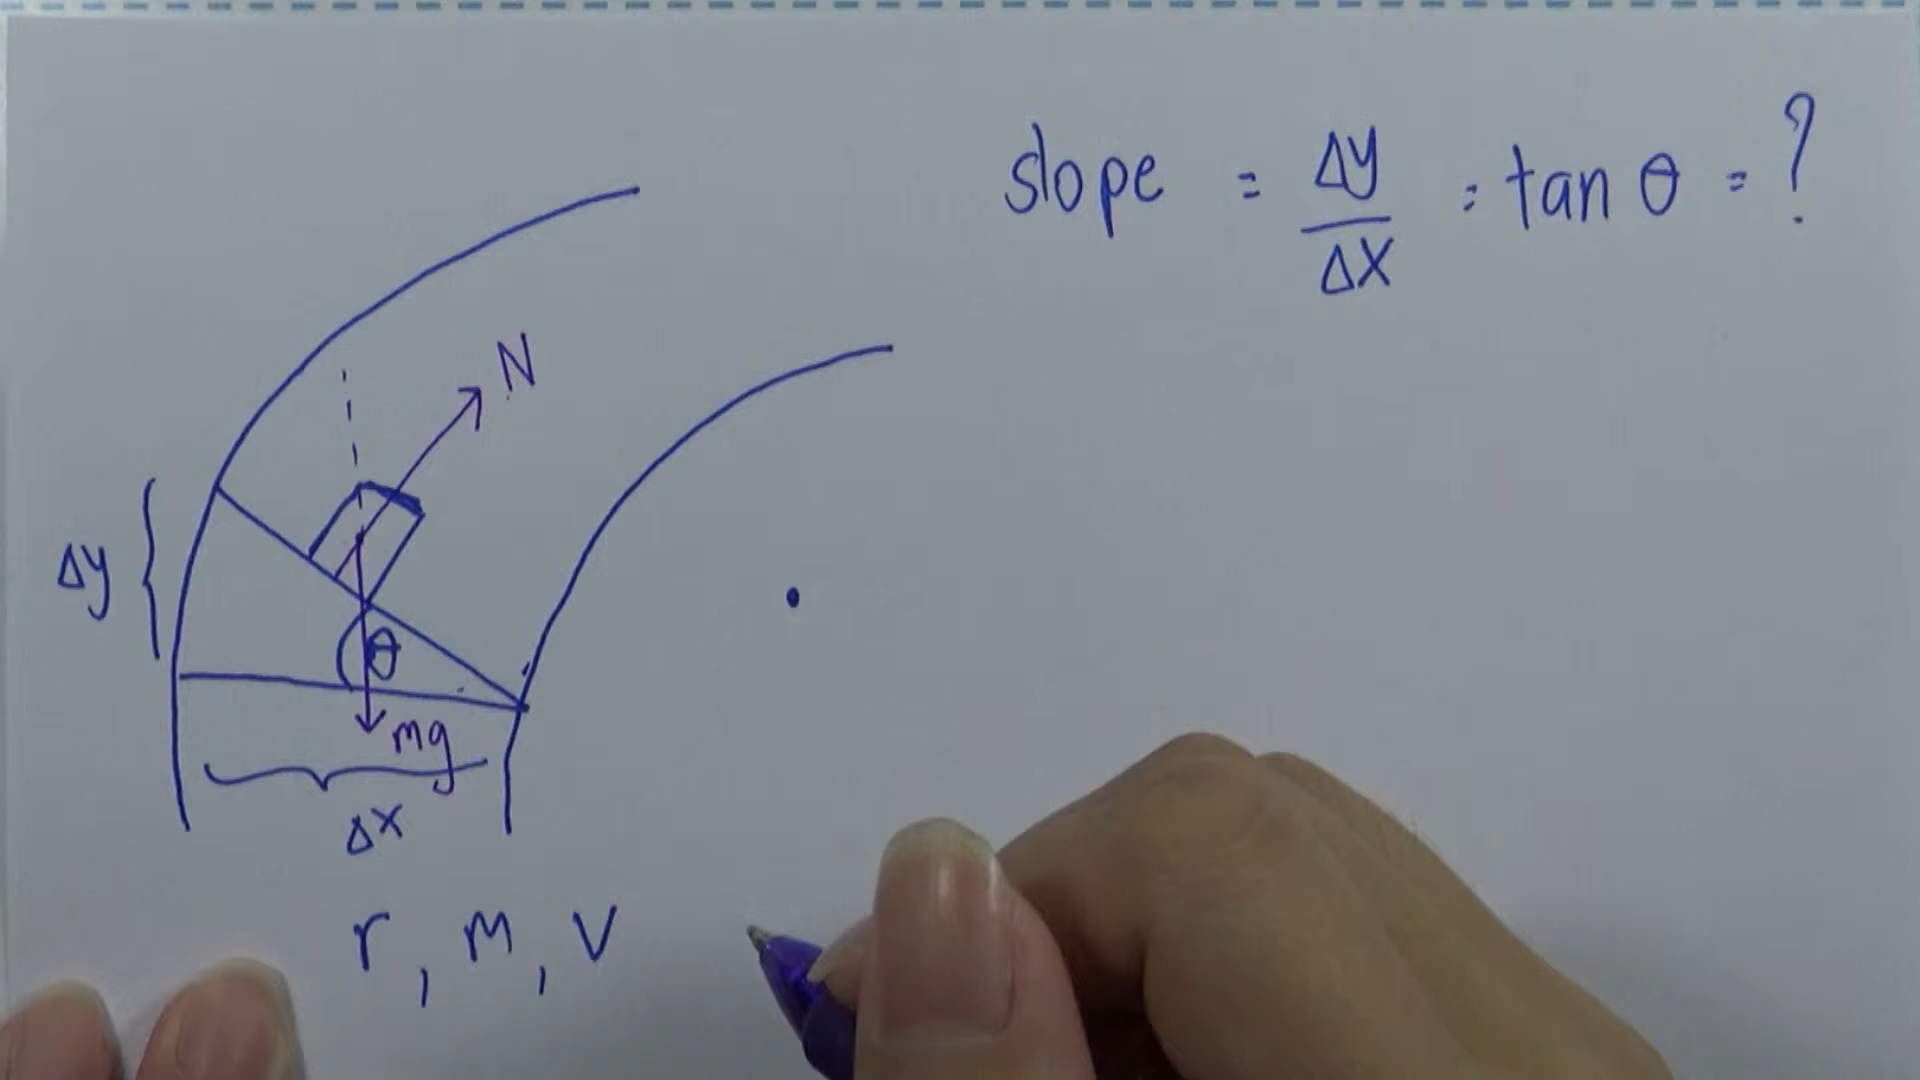 slope = Δy/Δx = tan θ = ?
N
Δy
θ
mg
Δx
r, m, v